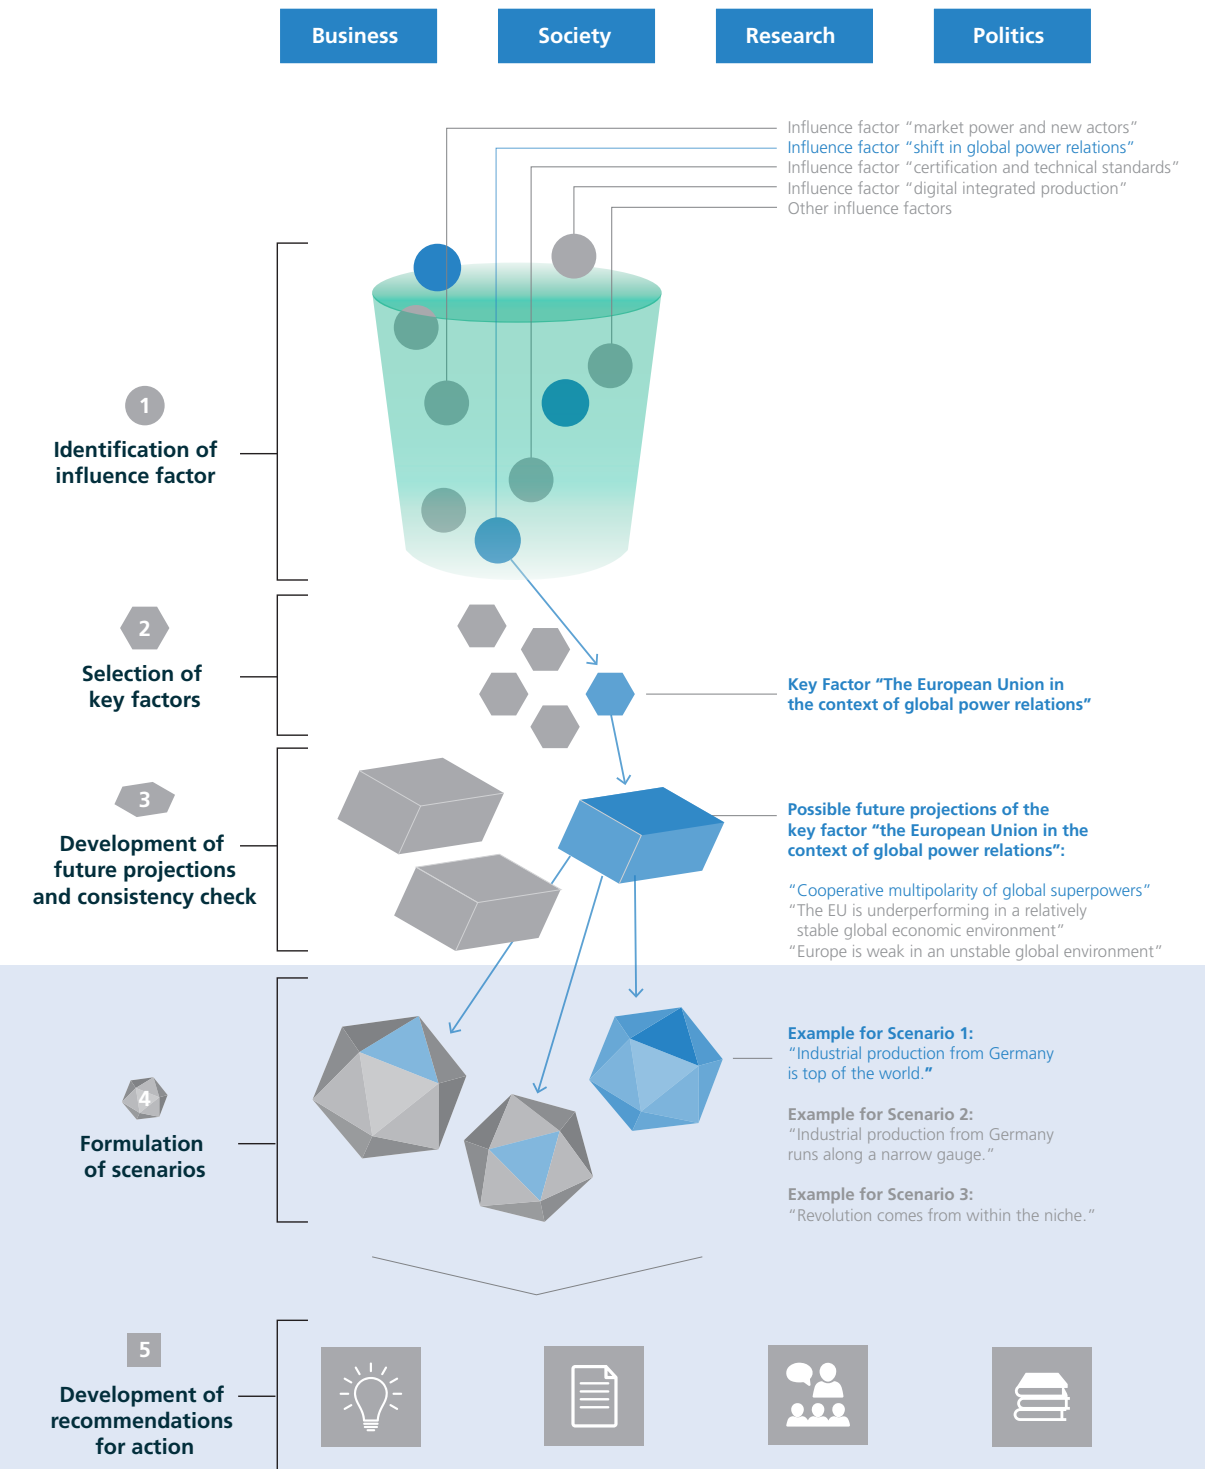 Business
Society
Research
Politics
Influence factor “market power and new actors”
Influence factor “shift in global power relations”
Influence factor “certification and technical standards”
Influence factor “digital integrated production”
Other influence factors
1
Identification of
influence factor
2
Selection of
key factors
Key Factor “The European Union in
the context of global power relations”
3
Development of
future projections
and consistency check
Possible future projections of the
key factor “the European Union in the
context of global power relations”:
“Cooperative multipolarity of global superpowers”
“The EU is underperforming in a relatively
stable global economic environment”
“Europe is weak in an unstable global environment”
4
Formulation
of scenarios
Example for Scenario 1:
“Industrial production from Germany
is top of the world.”
Example for Scenario 2:
“Industrial production from Germany
runs along a narrow gauge.”
Example for Scenario 3:
“Revolution comes from within the niche.”
5
Development of
recommendations
for action